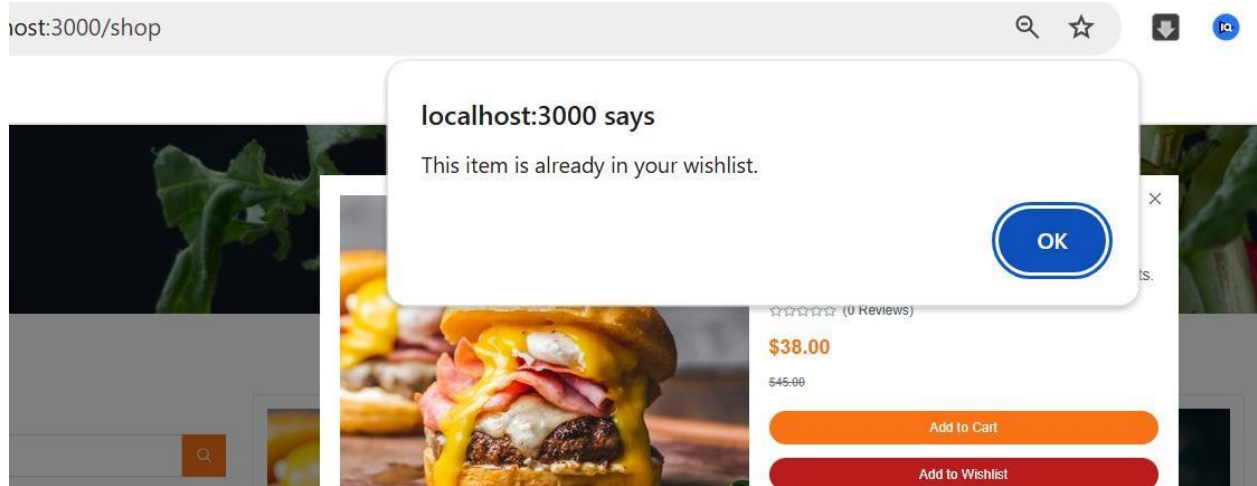 ost:3000/shop
localhost:3000 says
This item is already in your wishlist.
OK
ts.
(0 Reviews)
$38.00
$45.00
Add to Cart
Add to Wishlist